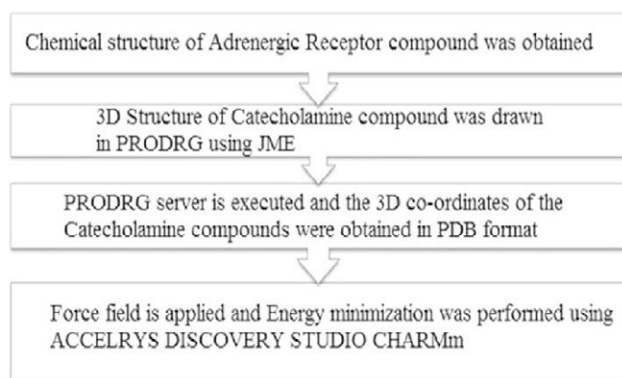 Chemical structure of Adrenergic Receptor compound was obtained
3D Structure of Catecholamine compound was drawn
in PRODRG using JME
PRODRG server is executed and the 3D co-ordinates of the
Catecholamine compounds were obtained in PDB format
Force field is applied and Energy minimization was performed using
ACCELRYS DISCOVERY STUDIO CHARMm